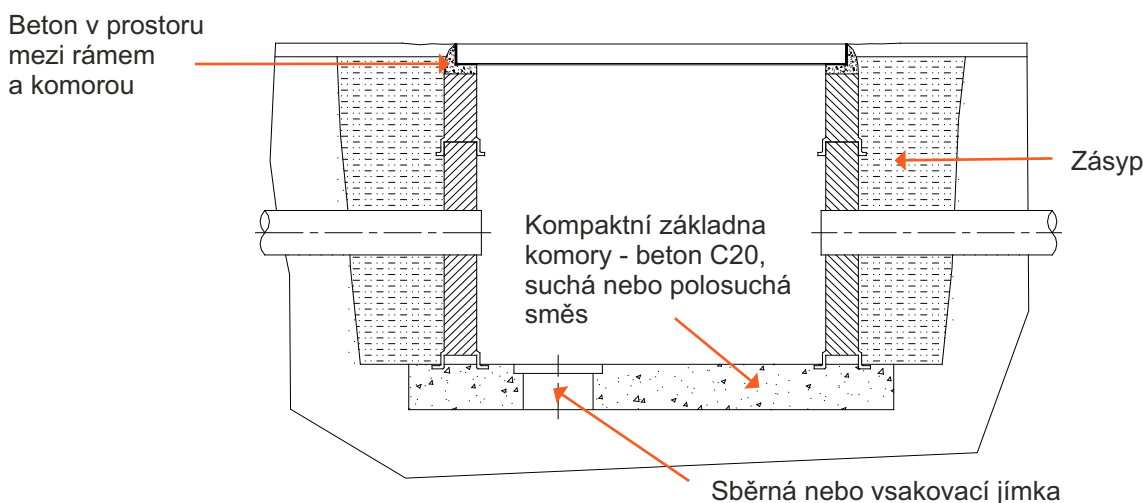 Beton v prostoru
mezi rámem
a komorou
Zásyp
Kompaktní základna
komory - beton C20,
suchá nebo polosuchá
směs
Sběrná nebo vsakovací jímka